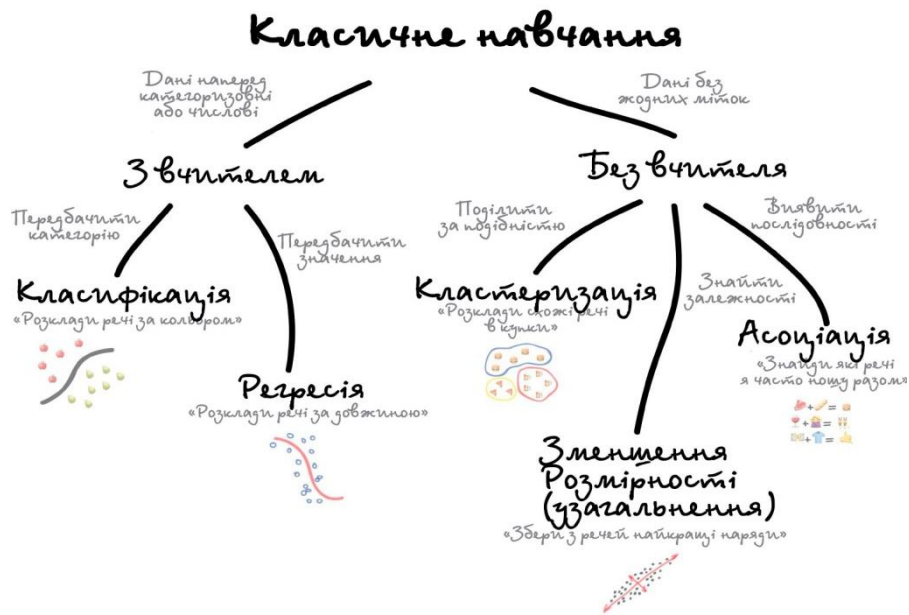 Класичне навчання
Дані наперед
категоризовні
або числові
Дані без
жодних міток
З вчителем
Без вчителя
Передбачити
категорію
Передбачити
значення
Поділити
за подібністю
Виявити
послідовності
Знайти
залежності
Класифікація
«Розклади речі за кольором»
Кластеризація
«Розклади схожі речі
в купки»
Асоціація
«Знайди які речі
я часто ношу разом»
Регресія
«Розклади речі за довжиною»
Зменшення
Розмірності
(узагальнення)
«Збери з речей найкращі наряди»